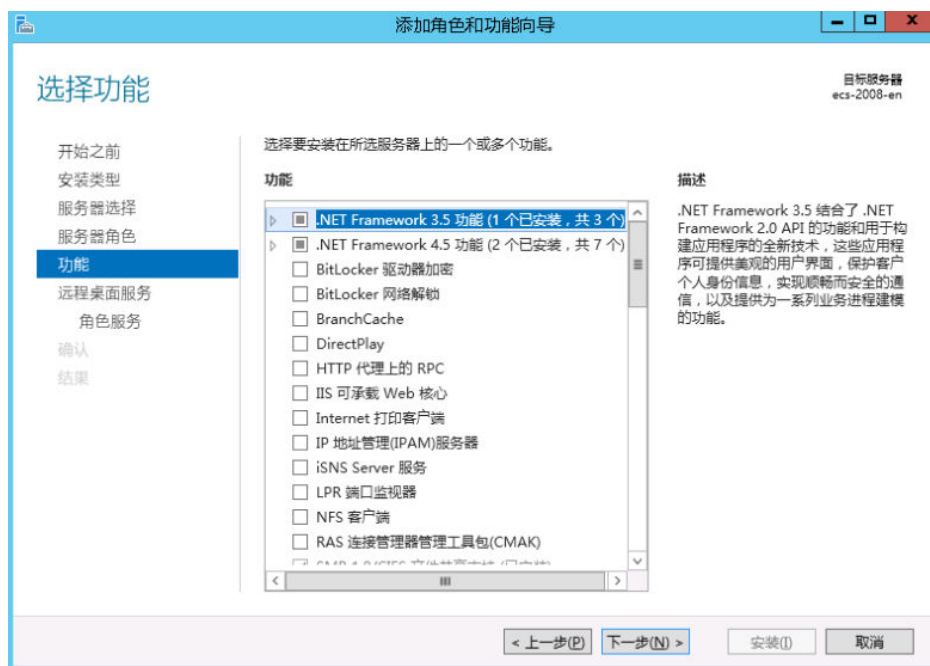 添加角色和功能向导
选择功能
目标服务器
ecs-2008-en
开始之前
安装类型
服务器选择
服务器角色
功能
远程桌面服务
角色服务
确认
结果
选择要安装在所选服务器上的一个或多个功能。
功能
.NET Framework 3.5 功能 (1 个已安装，共 3 个)
.NET Framework 4.5 功能 (2 个已安装，共 7 个)
BitLocker 驱动器加密
BitLocker 网络解锁
BranchCache
DirectPlay
HTTP 代理上的 RPC
IIS 可承载 Web 核心
Internet 打印客户端
IP 地址管理(IPAM)服务器
iSNS Server 服务
LPR 端口监视器
NFS 客户端
RAS 连接管理器管理工具包(CMAK)
SMB 1.0/CIFS 文件共享支持 (已安装)
描述
.NET Framework 3.5 结合了 .NET
Framework 2.0 API 的功能和用于构
建应用程序的全新技术，这些应用程
序可提供美观的用户界面，保护客户
个人身份信息，实现顺畅而安全的通
信，以及提供为一系列业务进程建模
的功能。
< 上一步(P)
下一步(N) >
安装(I)
取消